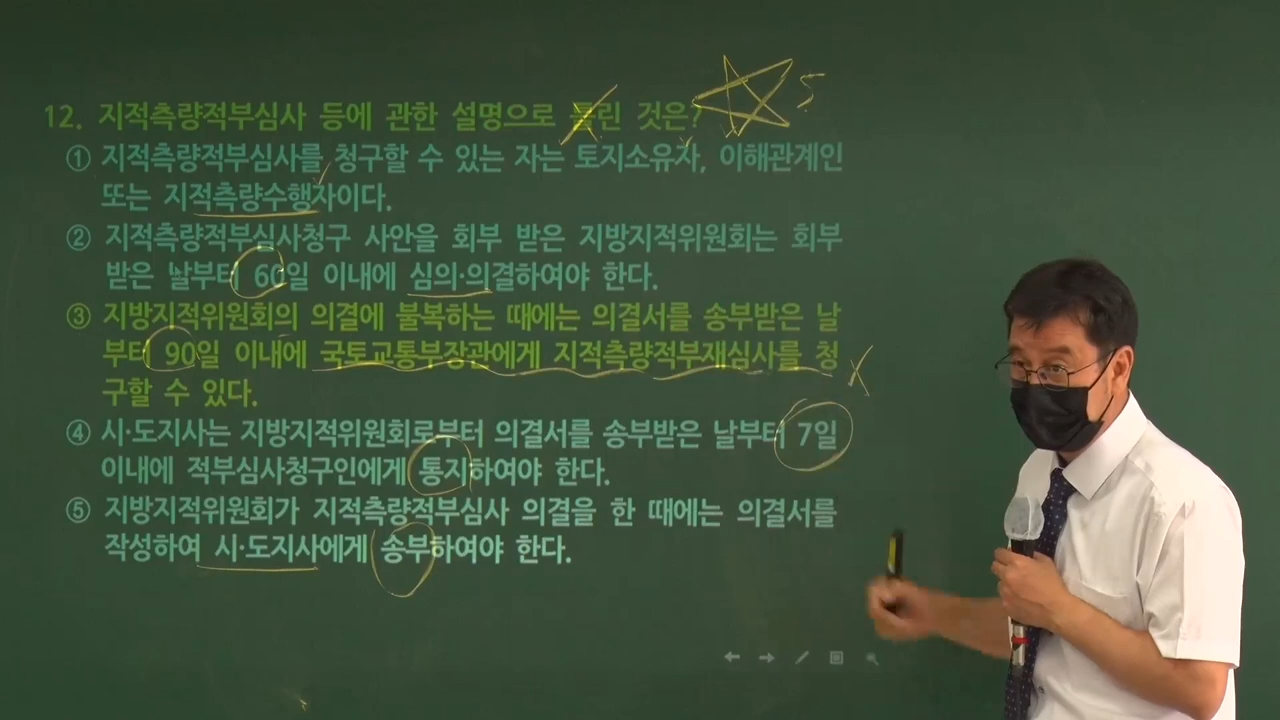 12. 지적측량적부심사 등에 관한 설명으로 틀린 것은? 5
① 지적측량적부심사를 청구할 수 있는 자는 토지소유자, 이해관계인
또는 지적측량수행자이다.
② 지적측량적부심사청구 사안을 회부 받은 지방지적위원회는 회부
받은 날부터 60일 이내에 심의·의결하여야 한다.
③ 지방지적위원회의 의결에 불복하는 때에는 의결서를 송부받은 날
부터 90일 이내에 국토교통부장관에게 지적측량적부재심사를 청
구할 수 있다.
④ 시·도지사는 지방지적위원회로부터 의결서를 송부받은 날부터 7일
이내에 적부심사청구인에게 통지하여야 한다.
⑤ 지방지적위원회가 지적측량적부심사 의결을 한 때에는 의결서를
작성하여 시·도지사에게 송부하여야 한다.